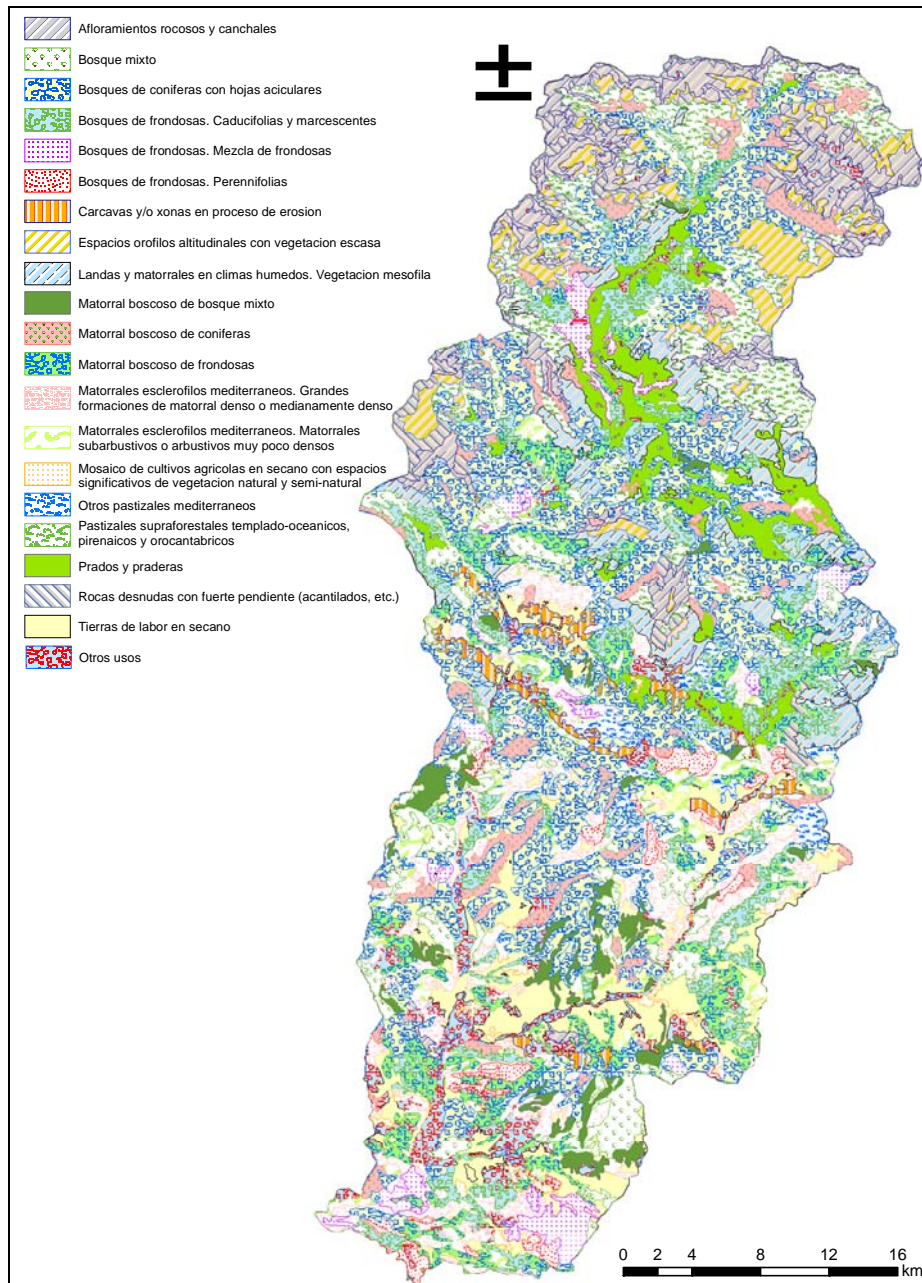 Afloramientos rocosos y canchales
Bosque mixto
Bosques de coniferas con hojas aciculares
Bosques de frondosas. Caducifolias y marcescentes
Bosques de frondosas. Mezcla de frondosas
Bosques de frondosas. Perennifolias
Carcavas y/o xonas en proceso de erosion
Espacios orofilos altitudinales con vegetacion escasa
Landas y matorrales en climas humedos. Vegetacion mesofila
Matorral boscoso de bosque mixto
Matorral boscoso de coniferas
Matorral boscoso de frondosas
Matorrales esclerofilos mediterraneos. Grandes
formaciones de matorral denso o medianamente denso
Matorrales esclerofilos mediterraneos. Matorrales
subarbustivos o arbustivos muy poco densos
Mosaico de cultivos agricolas en secano con espacios
significativos de vegetacion natural y semi-natural
Otros pastizales mediterraneos
Pastizales supraforestales templado-oceanicos,
pirenaicos y orocantabricos
Prados y praderas
Rocas desnudas con fuerte pendiente (acantilados, etc.)
Tierras de labor en secano
Otros usos
±
0 2 4 8 12 16
km